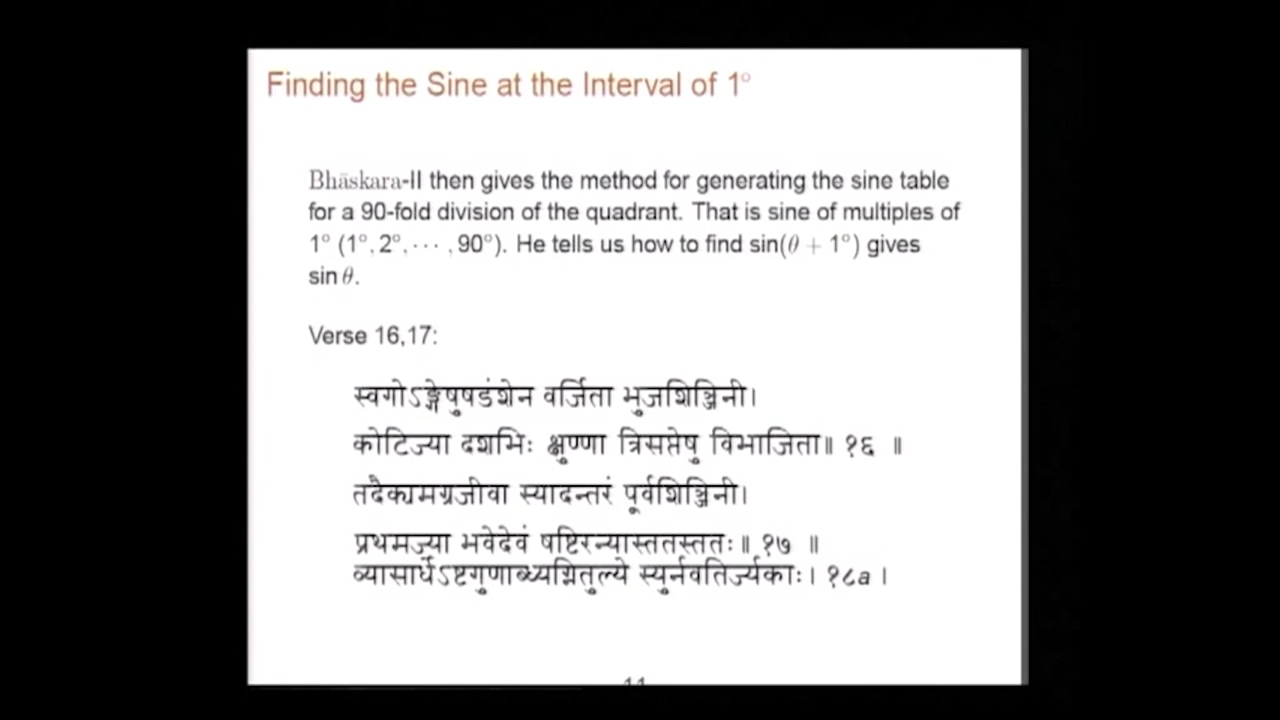 Finding the Sine at the Interval of 1°
Bhāskara-II then gives the method for generating the sine table
for a 90-fold division of the quadrant. That is sine of multiples of
1° (1°, 2°, ⋯ , 90°). He tells us how to find sin(θ + 1°) gives
sin θ.
Verse 16,17:
स्वगोऽङ्गेषुषडंशेन वर्जिता भुजशिञ्जिनी।
कोटिज्या दशभिः क्षुण्णा त्रिसप्तेषु विभाजिता॥ १६ ॥
तदैक्यमग्रजीवा स्यादन्तरं पूर्वशिञ्जिनी।
प्रथमज्या भवेदेवं षष्टिरन्यास्ततस्ततः॥ १७ ॥
व्यासार्धेऽष्टगुणाब्ध्यग्नितुल्ये स्युर्नवतिर्ज्यकाः। १८a ।